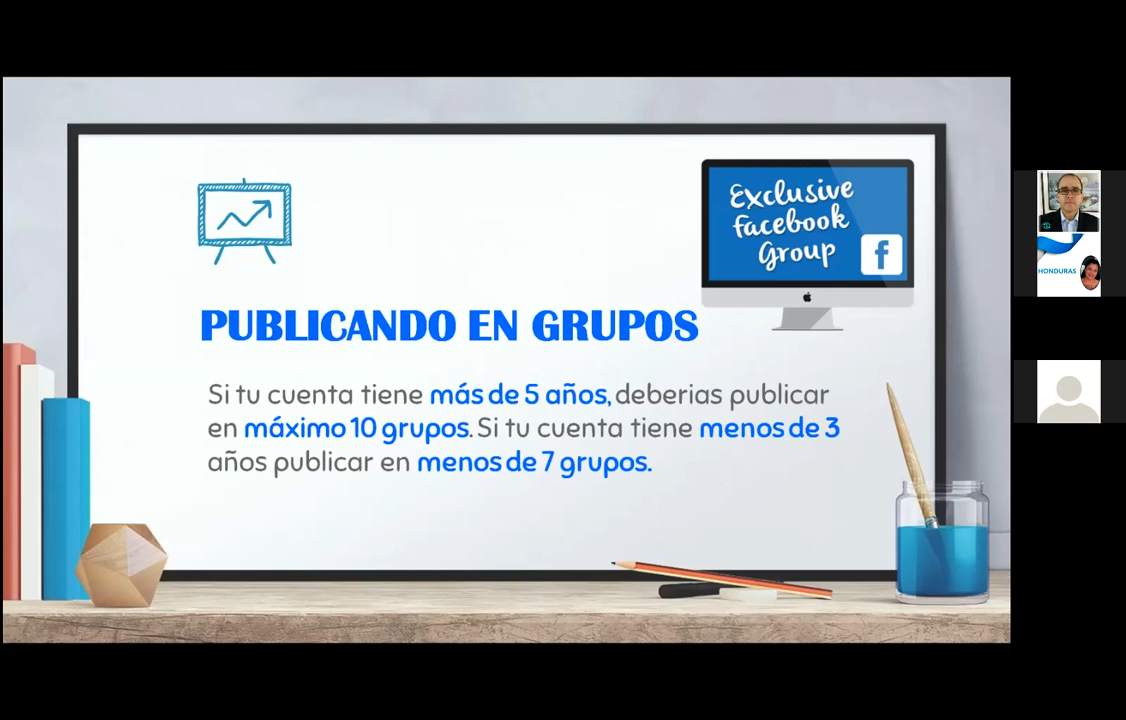 Exclusive
facebook
Group
f
PUBLICANDO EN GRUPOS
Si tu cuenta tiene más de 5 años, deberias publicar
en máximo 10 grupos. Si tu cuenta tiene menos de 3
años publicar en menos de 7 grupos.
HONDURAS